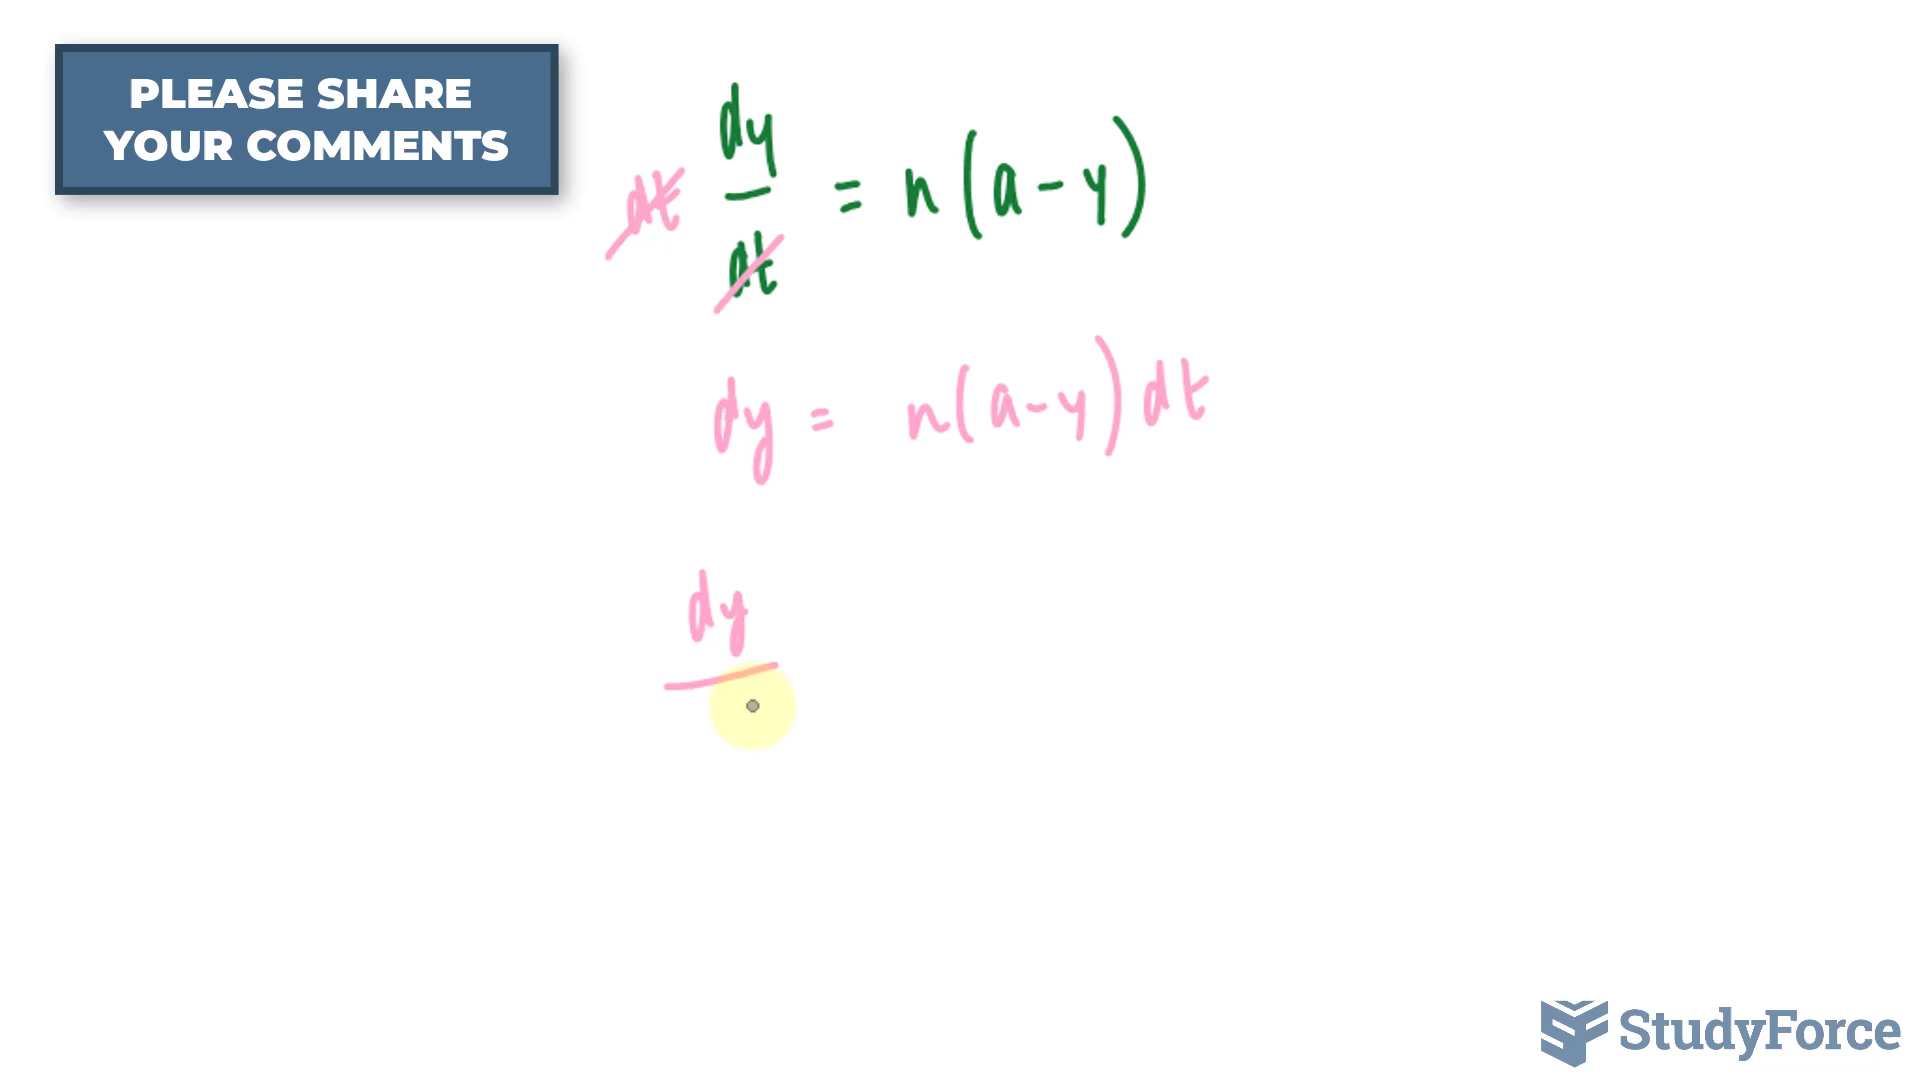 PLEASE SHARE
YOUR COMMENTS
dt dy/dt = n(a-y)
dy = n(a-y)dt
dy
StudyForce